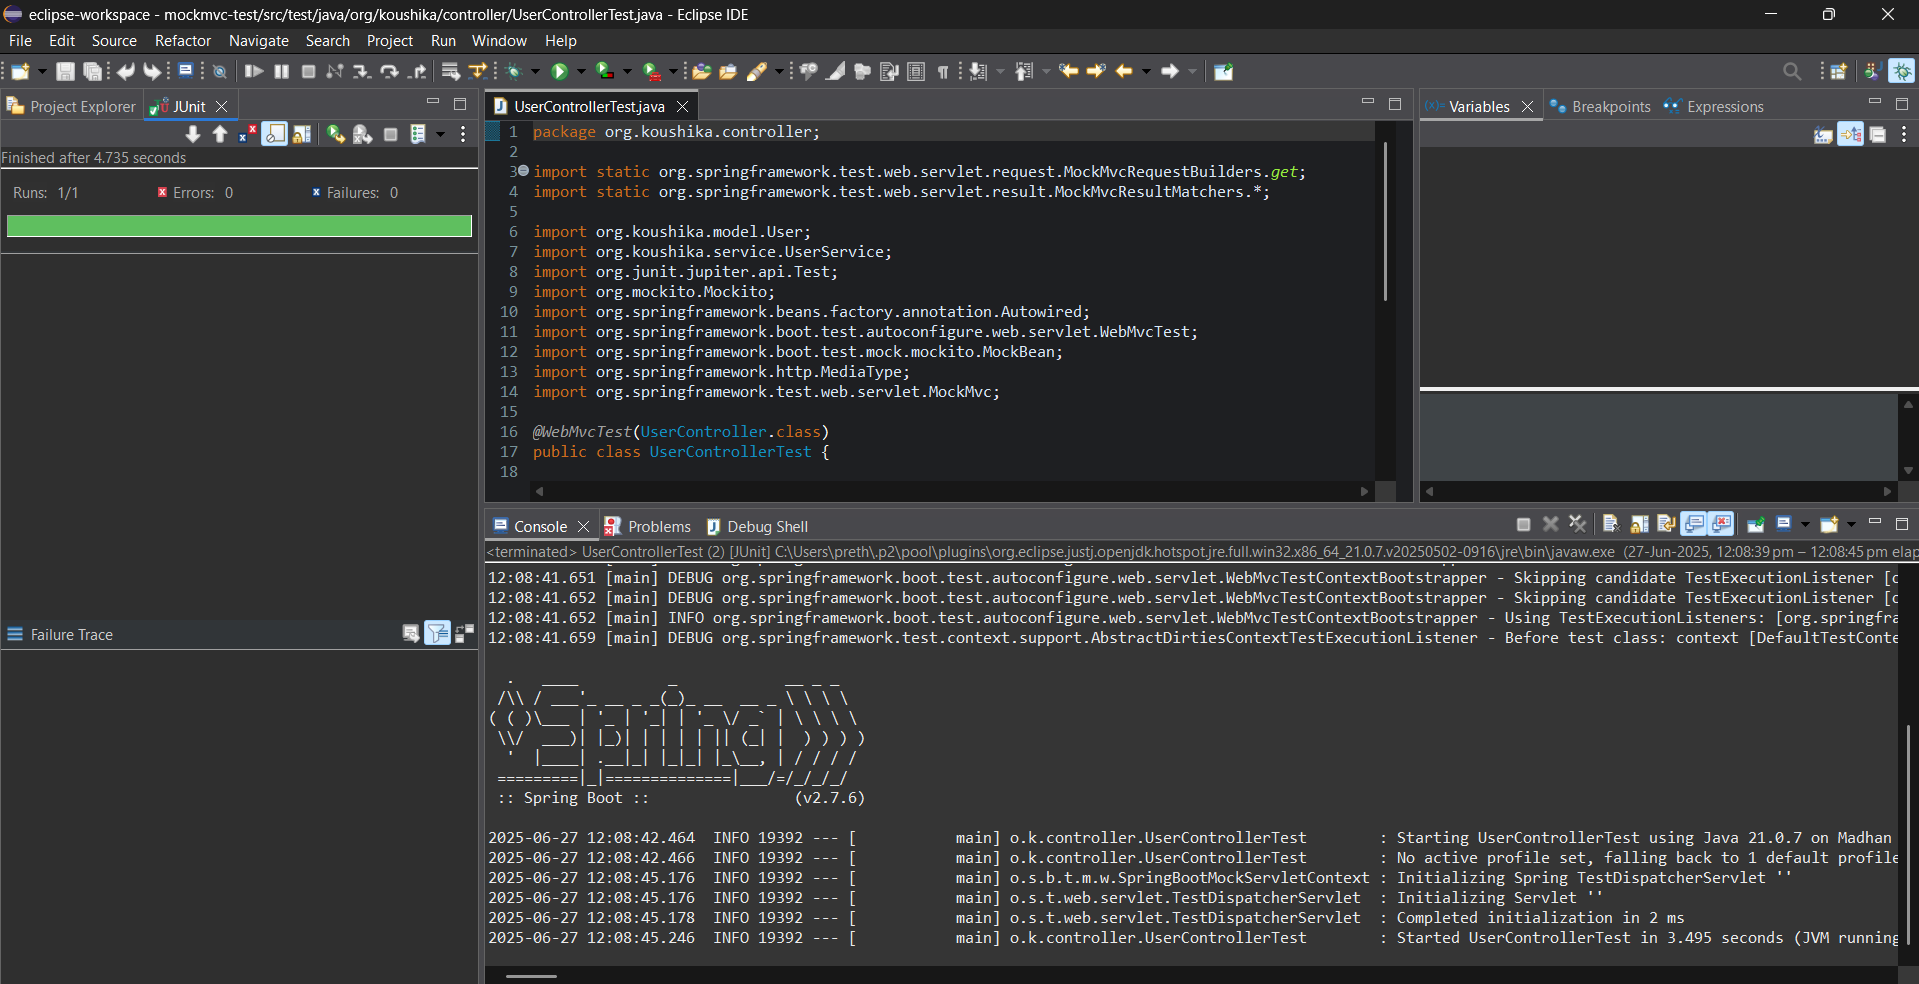 eclipse-workspace - mockmvc-test/src/test/java/org/koushika/controller/UserControllerTest.java - Eclipse IDE
File Edit Source Refactor Navigate Search Project Run Window Help
Project Explorer JUnit
Finished after 4.735 seconds
Runs: 1/1 Errors: 0 Failures: 0
Failure Trace
UserControllerTest.java
1 package org.koushika.controller;
2
3 import static org.springframework.test.web.servlet.request.MockMvcRequestBuilders.get;
4 import static org.springframework.test.web.servlet.result.MockMvcResultMatchers.*;
5
6 import org.koushika.model.User;
7 import org.koushika.service.UserService;
8 import org.junit.jupiter.api.Test;
9 import org.mockito.Mockito;
10 import org.springframework.beans.factory.annotation.Autowired;
11 import org.springframework.boot.test.autoconfigure.web.servlet.WebMvcTest;
12 import org.springframework.boot.test.mock.mockito.MockBean;
13 import org.springframework.http.MediaType;
14 import org.springframework.test.web.servlet.MockMvc;
15
16 @WebMvcTest(UserController.class)
17 public class UserControllerTest {
18
Variables Breakpoints Expressions
Console Problems Debug Shell
<terminated> UserControllerTest (2) [JUnit] C:\Users\preth\.p2\pool\plugins\org.eclipse.justj.openjdk.hotspot.jre.full.win32.x86_64_21.0.7.v20250502-0916\jre\bin\javaw.exe (27-Jun-2025, 12:08:39 pm – 12:08:45 pm elap
12:08:41.651 [main] DEBUG org.springframework.boot.test.autoconfigure.web.servlet.WebMvcTestContextBootstrapper - Skipping candidate TestExecutionListener [c
12:08:41.652 [main] DEBUG org.springframework.boot.test.autoconfigure.web.servlet.WebMvcTestContextBootstrapper - Skipping candidate TestExecutionListener [c
12:08:41.652 [main] INFO org.springframework.boot.test.autoconfigure.web.servlet.WebMvcTestContextBootstrapper - Using TestExecutionListeners: [org.springfra
12:08:41.659 [main] DEBUG org.springframework.test.context.support.AbstractDirtiesContextTestExecutionListener - Before test class: context [DefaultTestConte
Spring
:: Spring Boot :: (v2.7.6)
2025-06-27 12:08:42.464 INFO 19392 --- [ main] o.k.controller.UserControllerTest : Starting UserControllerTest using Java 21.0.7 on Madhan
2025-06-27 12:08:42.466 INFO 19392 --- [ main] o.k.controller.UserControllerTest : No active profile set, falling back to 1 default profile
2025-06-27 12:08:45.176 INFO 19392 --- [ main] o.s.b.t.m.w.SpringBootMockServletContext : Initializing Spring TestDispatcherServlet ''
2025-06-27 12:08:45.176 INFO 19392 --- [ main] o.s.t.web.servlet.TestDispatcherServlet : Initializing Servlet ''
2025-06-27 12:08:45.178 INFO 19392 --- [ main] o.s.t.web.servlet.TestDispatcherServlet : Completed initialization in 2 ms
2025-06-27 12:08:45.246 INFO 19392 --- [ main] o.k.controller.UserControllerTest : Started UserControllerTest in 3.495 seconds (JVM running